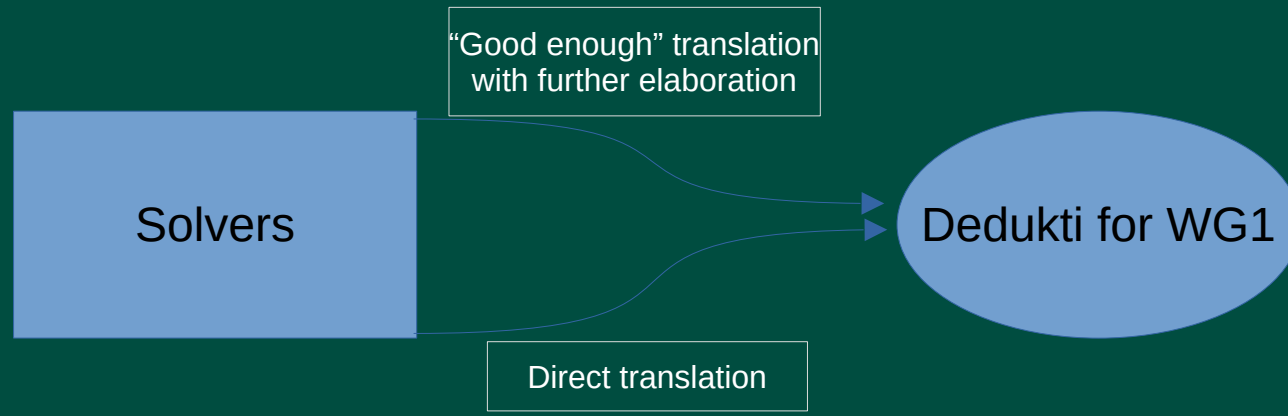 “Good enough” translation
with further elaboration
Solvers
Dedukti for WG1
Direct translation